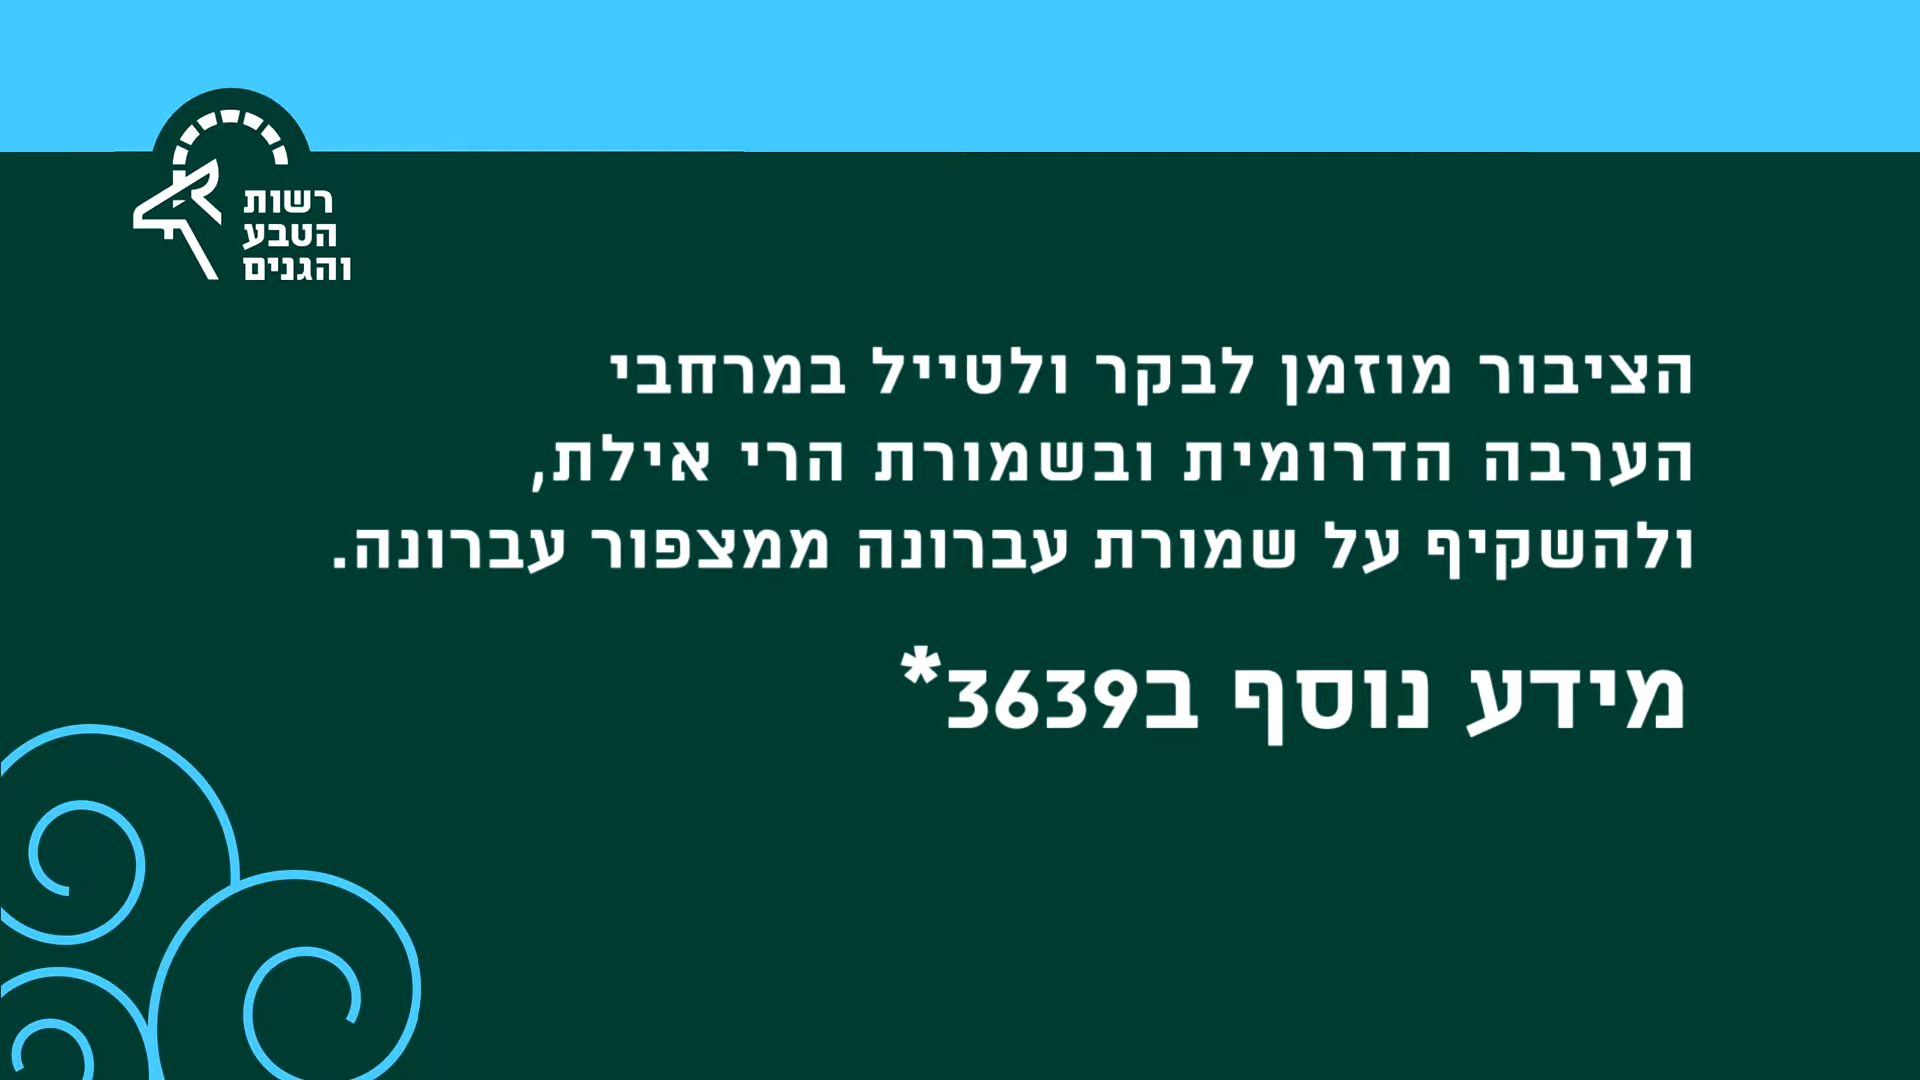 רשות
הטבע
והגנים
הציבור מוזמן לבקר ולטייל במרחבי
הערבה הדרומית ובשמורת הרי אילת,
ולהשקיף על שמורת עברונה ממצפור עברונה.
מידע נוסף ב3639*